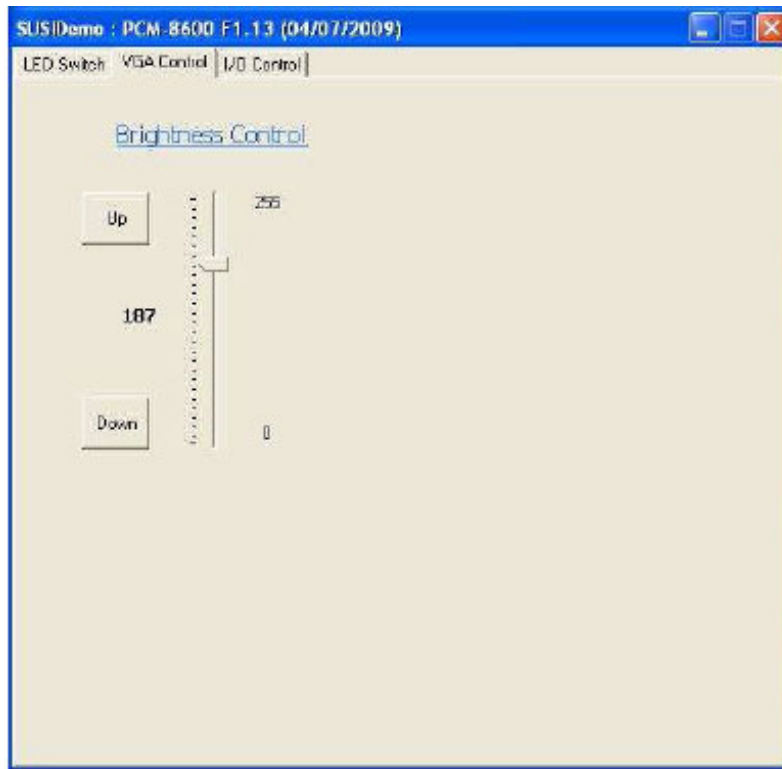 SUSIDemo : PCM-8600 F1.13 (04/07/2009)
LED Switch VGA Control I/O Control
Brightness Control
Up
255
187
Down
0